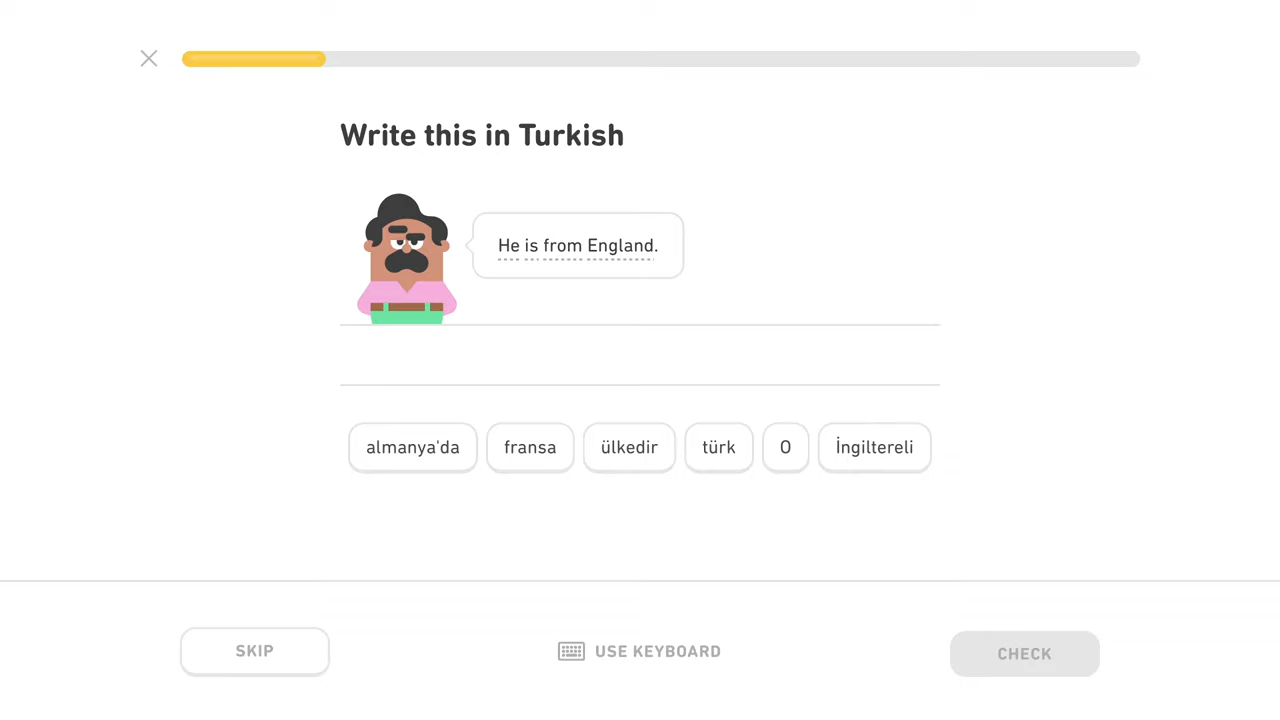 Write this in Turkish
He is from England.
almanya'da fransa ülkedir türk O İngiltereli
SKIP USE KEYBOARD CHECK